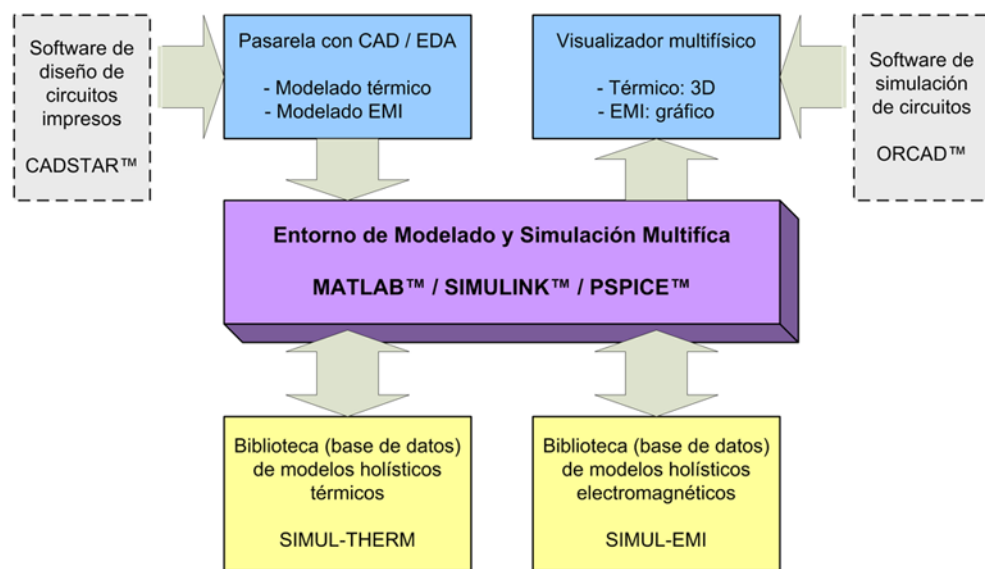 Software de
diseño de
circuitos
impresos
CADSTAR™
Pasarela con CAD / EDA
- Modelado térmico
- Modelado EMI
Visualizador multifísico
- Térmico: 3D
- EMI: gráfico
Software de
simulación
de circuitos
ORCAD™
Entorno de Modelado y Simulación Multifíca
MATLAB™ / SIMULINK™ / PSPICE™
Biblioteca (base de datos)
de modelos holísticos
térmicos
SIMUL-THERM
Biblioteca (base de datos)
de modelos holísticos
electromagnéticos
SIMUL-EMI